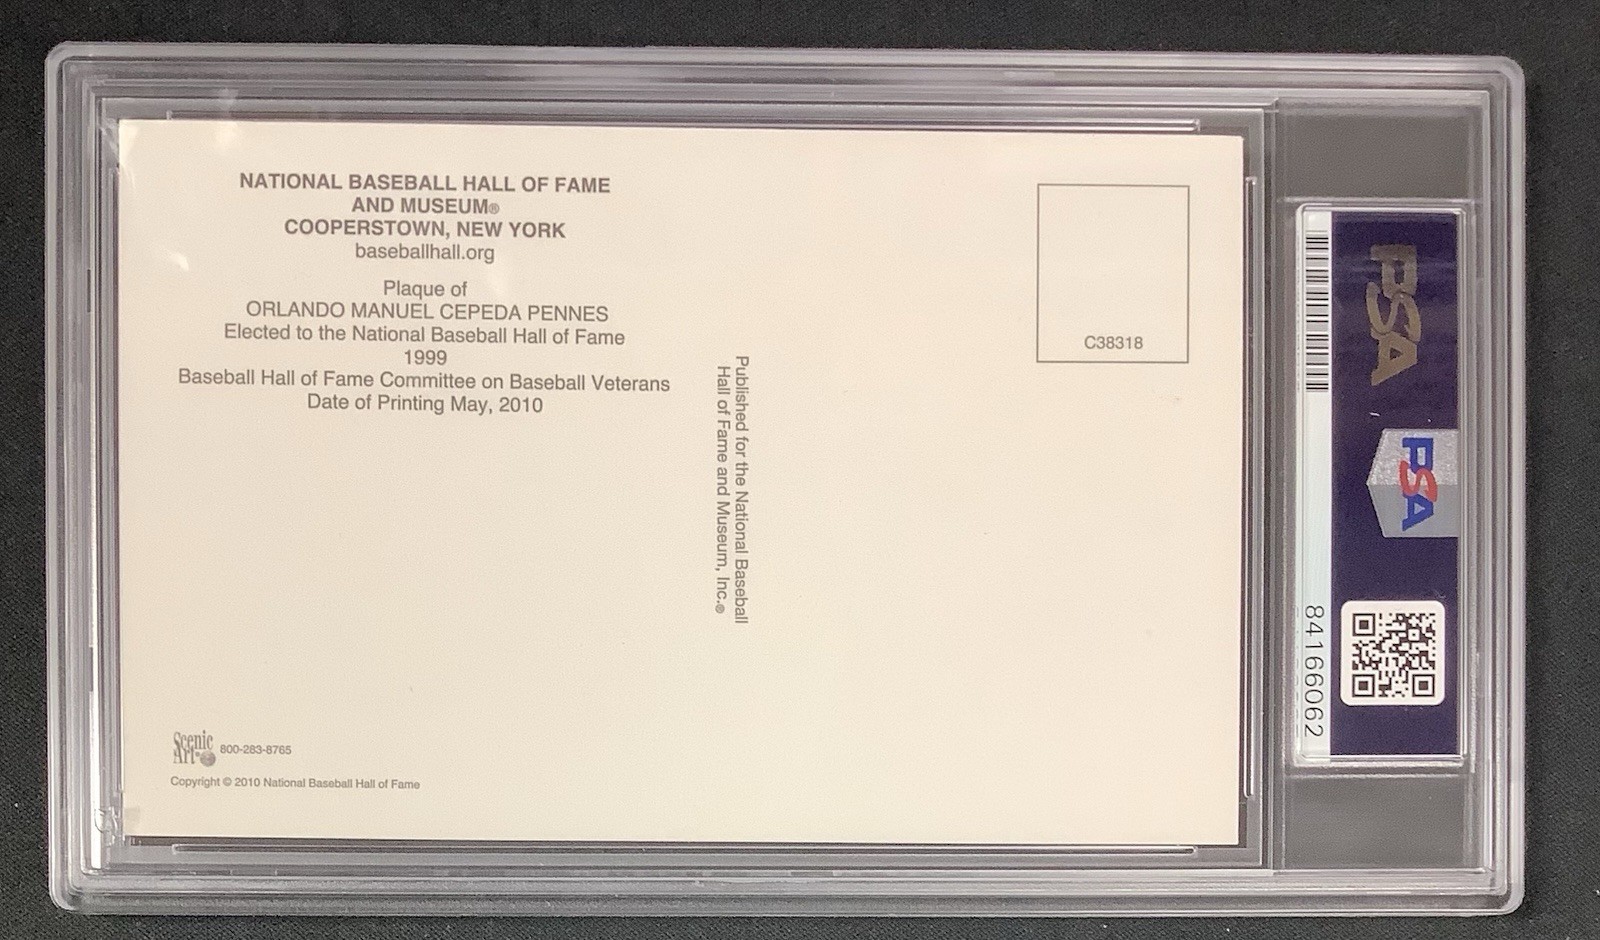 NATIONAL BASEBALL HALL OF FAME
AND MUSEUM®
COOPERSTOWN, NEW YORK
baseballhall.org
Plaque of
ORLANDO MANUEL CEPEDA PENNES
Elected to the National Baseball Hall of Fame
1999
Baseball Hall of Fame Committee on Baseball Veterans
Date of Printing May, 2010
Published for the National Baseball
Hall of Fame and Museum, Inc.®
C38318
Scenic
Art
800-283-8765
Copyright © 2010 National Baseball Hall of Fame
PSA
PSA
84166062